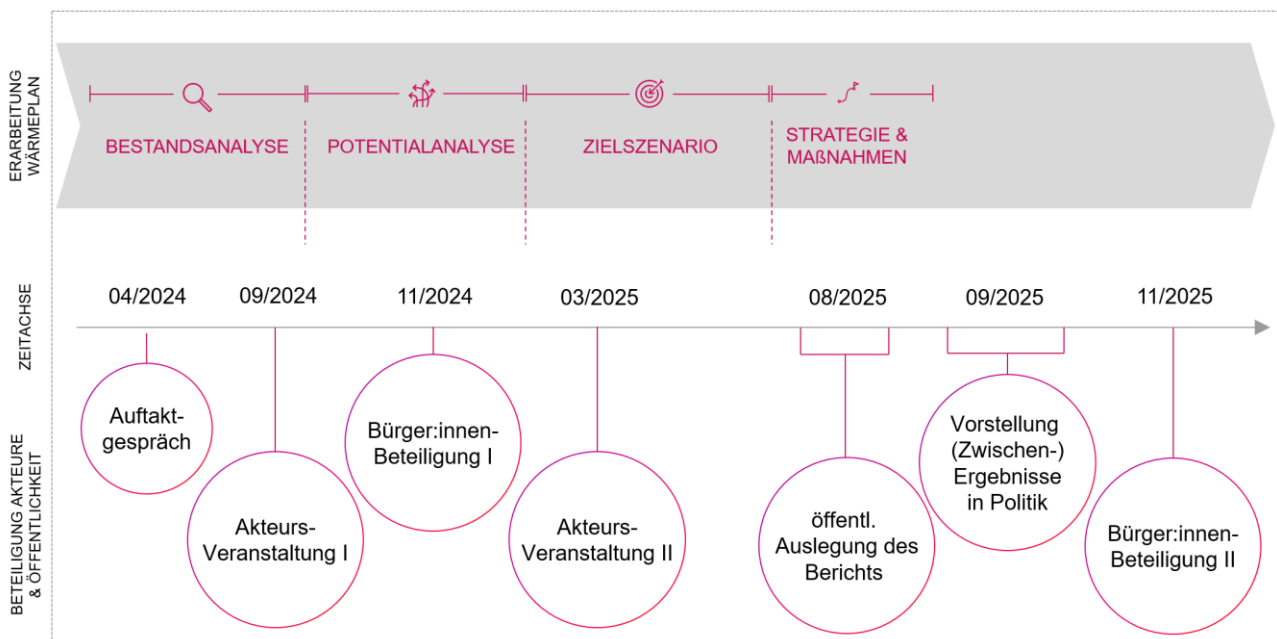 ERARBEITUNG
WÄRMEPLAN
BESTANDSANALYSE
POTENTIALANALYSE
ZIELSZENARIO
STRATEGIE &
MAßNAHMEN
ZEITACHSE
04/2024
09/2024
11/2024
03/2025
08/2025
09/2025
11/2025
BETEILIGUNG AKTEURE
& ÖFFENTLICHKEIT
Auftakt-
gespräch
Akteurs-
Veranstaltung I
Bürger:innen-
Beteiligung I
Akteurs-
Veranstaltung II
öffentl.
Auslegung des
Berichts
Vorstellung
(Zwischen-)
Ergebnisse
in Politik
Bürger:innen-
Beteiligung II